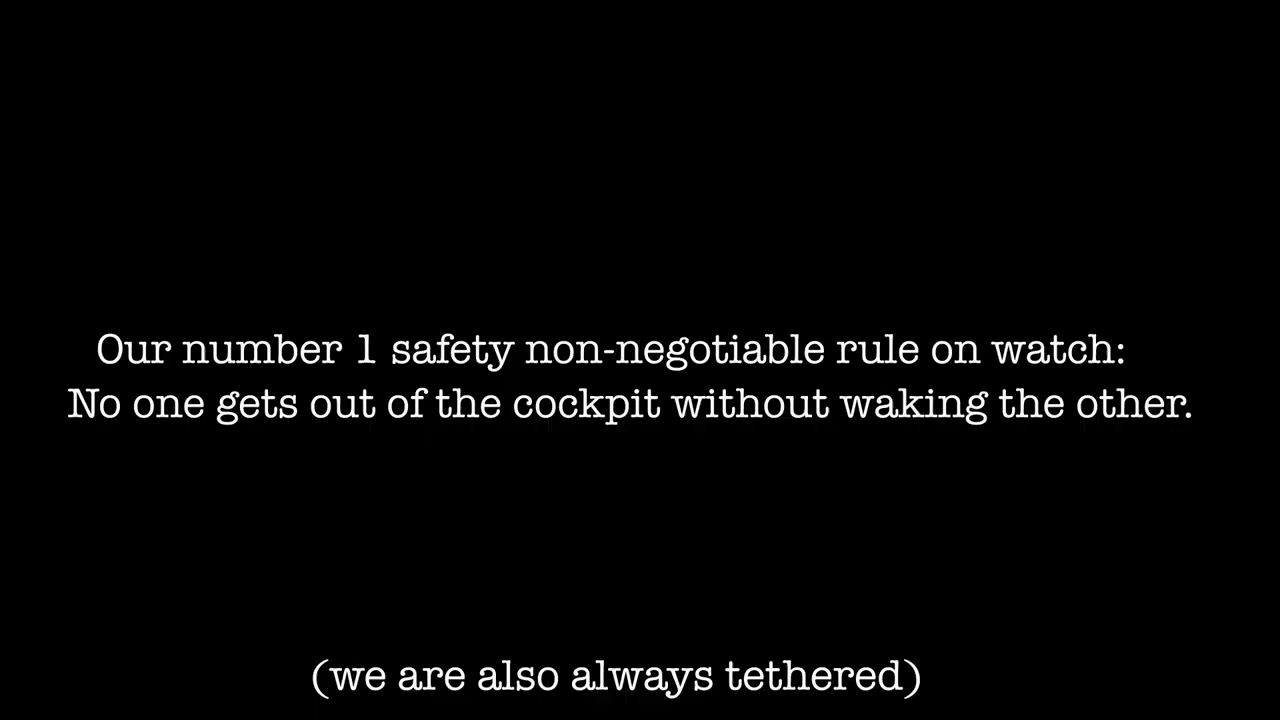 Our number 1 safety non-negotiable rule on watch:
No one gets out of the cockpit without waking the other.
(we are also always tethered)